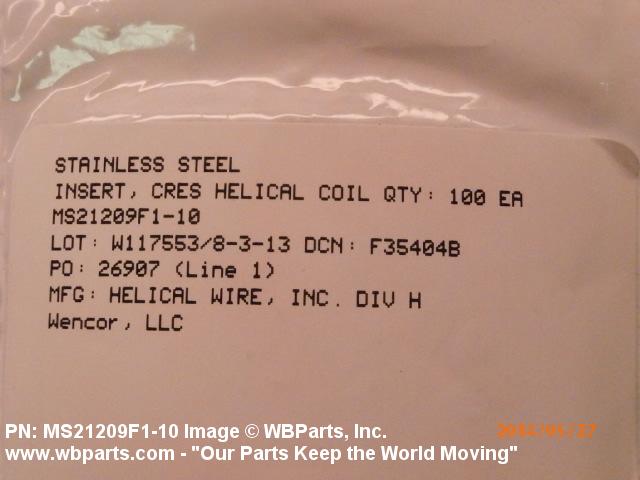 STAINLESS STEEL
INSERT, CRES HELICAL COIL QTY: 100 EA
MS21209F1-10
LOT: W117553/8-3-13 DCN: F35404B
PO: 26907 (Line 1)
MFG: HELICAL WIRE, INC. DIV H
Wencor, LLC
PN: MS21209F1-10 Image © WBParts, Inc.
www.wbparts.com - "Our Parts Keep the World Moving"